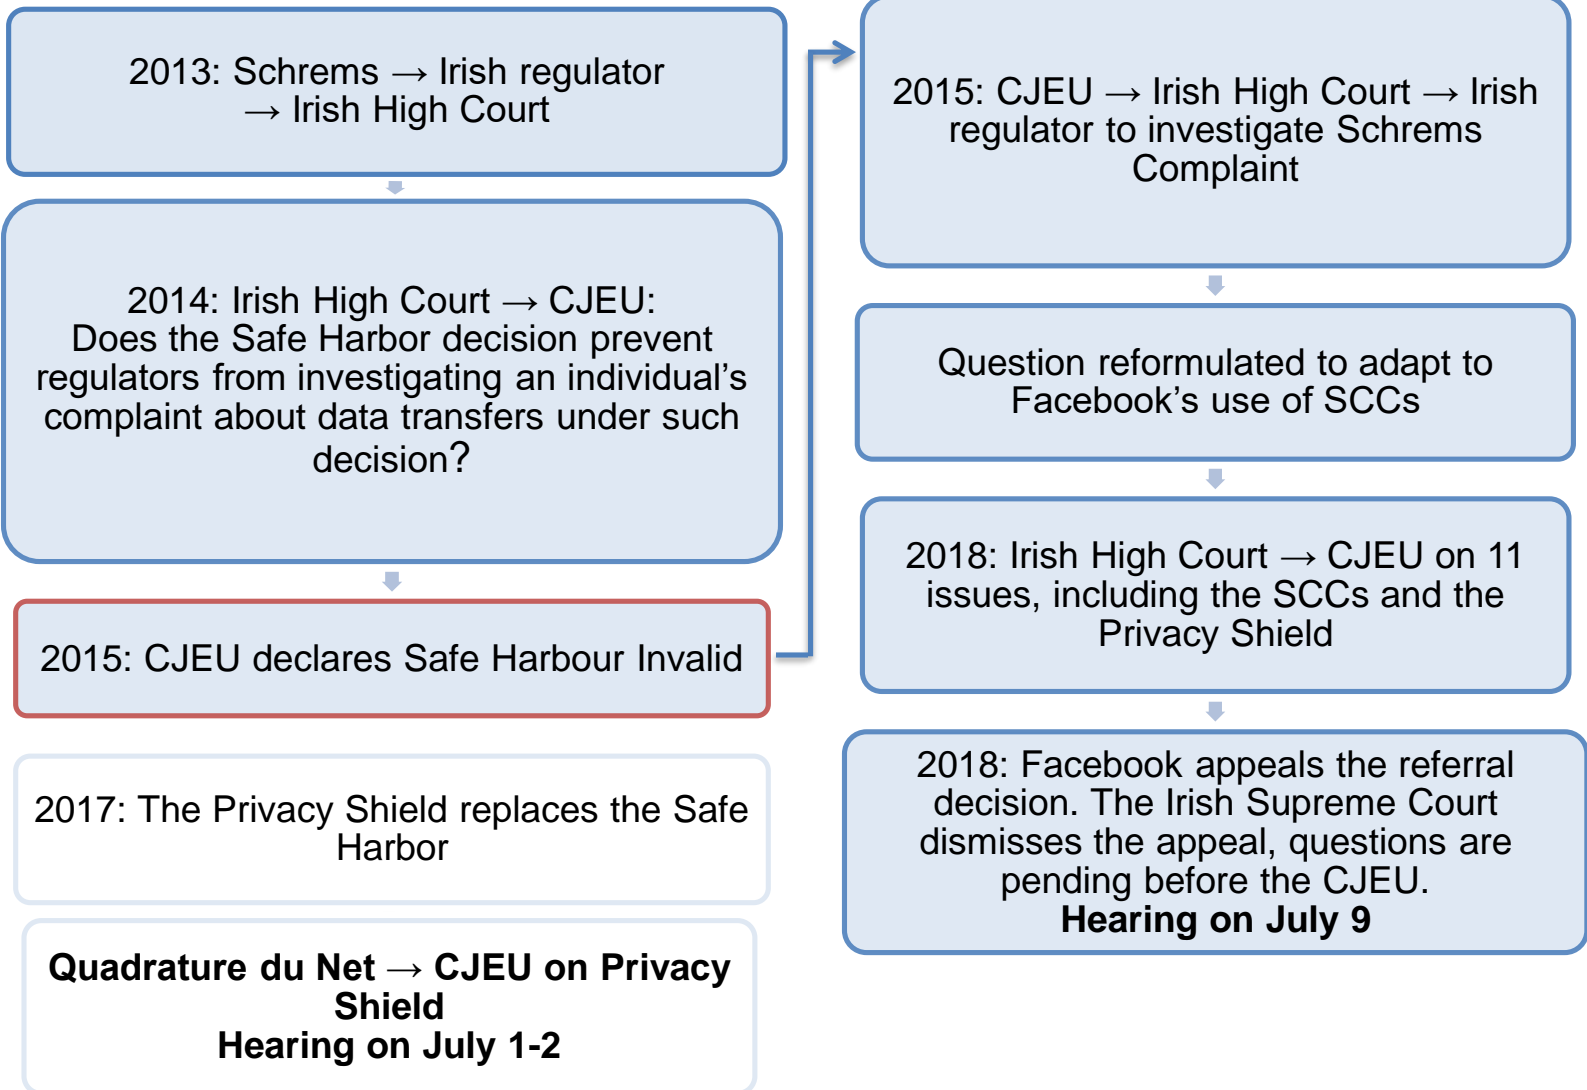 2013: Schrems → Irish regulator
→ Irish High Court
2014: Irish High Court → CJEU:
Does the Safe Harbor decision prevent
regulators from investigating an individual’s
complaint about data transfers under such
decision?
2015: CJEU declares Safe Harbour Invalid
2017: The Privacy Shield replaces the Safe
Harbor
Quadrature du Net → CJEU on Privacy
Shield
Hearing on July 1-2
2015: CJEU → Irish High Court → Irish
regulator to investigate Schrems
Complaint
Question reformulated to adapt to
Facebook’s use of SCCs
2018: Irish High Court → CJEU on 11
issues, including the SCCs and the
Privacy Shield
2018: Facebook appeals the referral
decision. The Irish Supreme Court
dismisses the appeal, questions are
pending before the CJEU.
Hearing on July 9